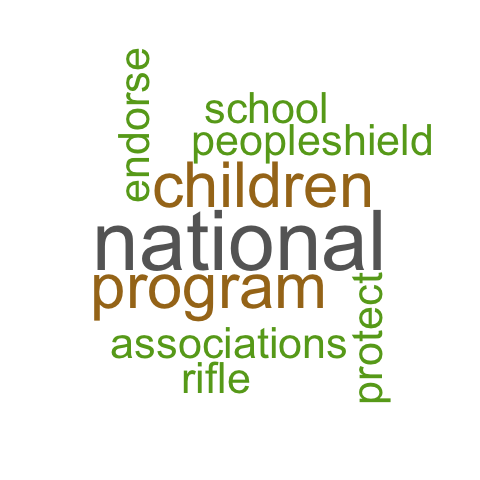 endorse
school
peopleshield
children
national
program
protect
associations
rifle